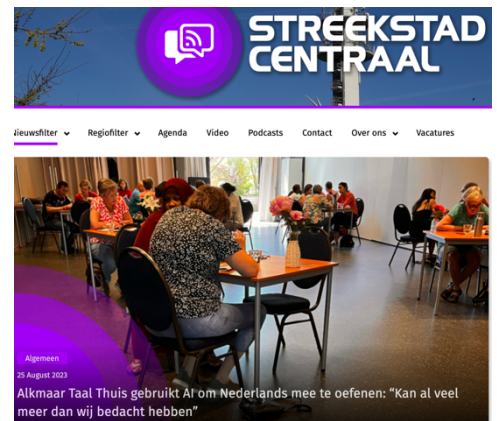 STREEKSTAD
CENTRAAL
Nieuwsfilter
Regiofilter
Agenda
Video
Podcasts
Contact
Over ons
Vacatures
Algemeen
25 August 2023
Alkmaar Taal Thuis gebruikt AI om Nederlands mee te oefenen: “Kan al veel
meer dan wij bedacht hebben”